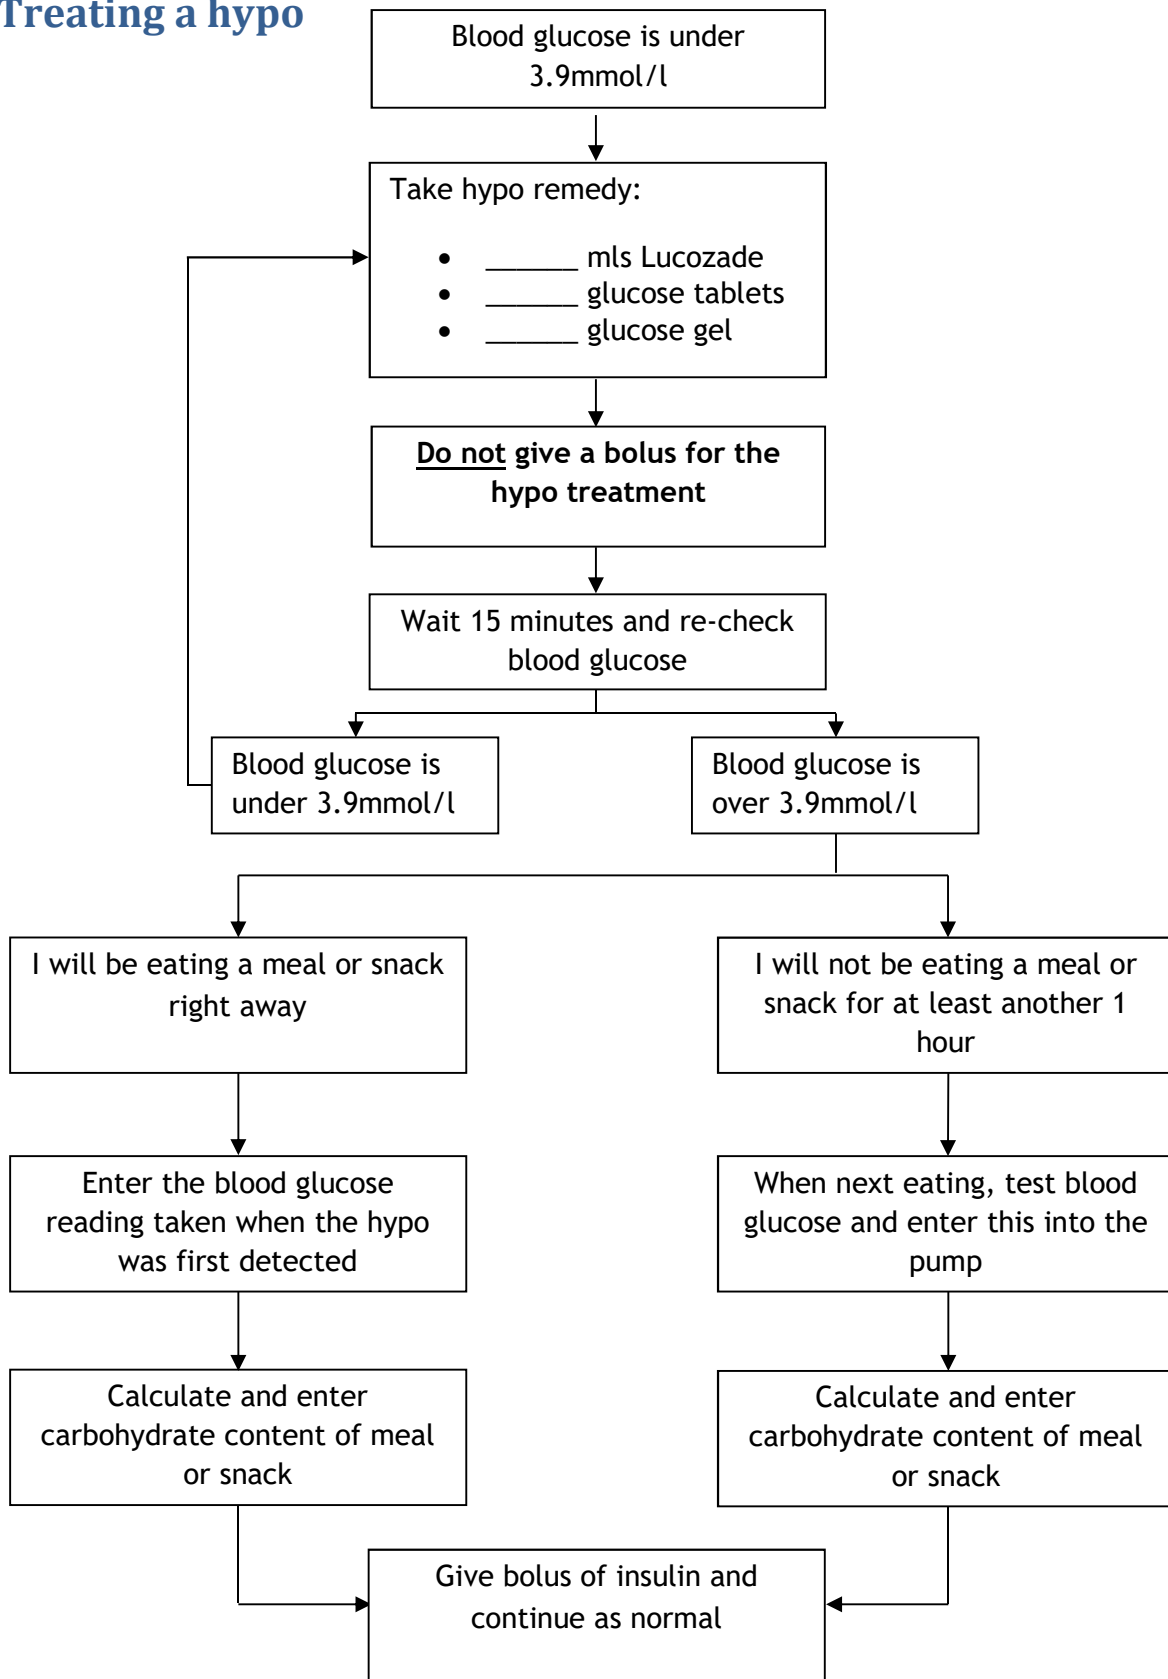 Treating a hypo
Blood glucose is under
3.9mmol/l
Take hypo remedy:
• ______ mls Lucozade
• ______ glucose tablets
• ______ glucose gel
Do not give a bolus for the
hypo treatment
Wait 15 minutes and re-check
blood glucose
Blood glucose is
under 3.9mmol/l
Blood glucose is
over 3.9mmol/l
I will be eating a meal or snack
right away
I will not be eating a meal or
snack for at least another 1
hour
Enter the blood glucose
reading taken when the hypo
was first detected
When next eating, test blood
glucose and enter this into the
pump
Calculate and enter
carbohydrate content of meal
or snack
Calculate and enter
carbohydrate content of meal
or snack
Give bolus of insulin and
continue as normal